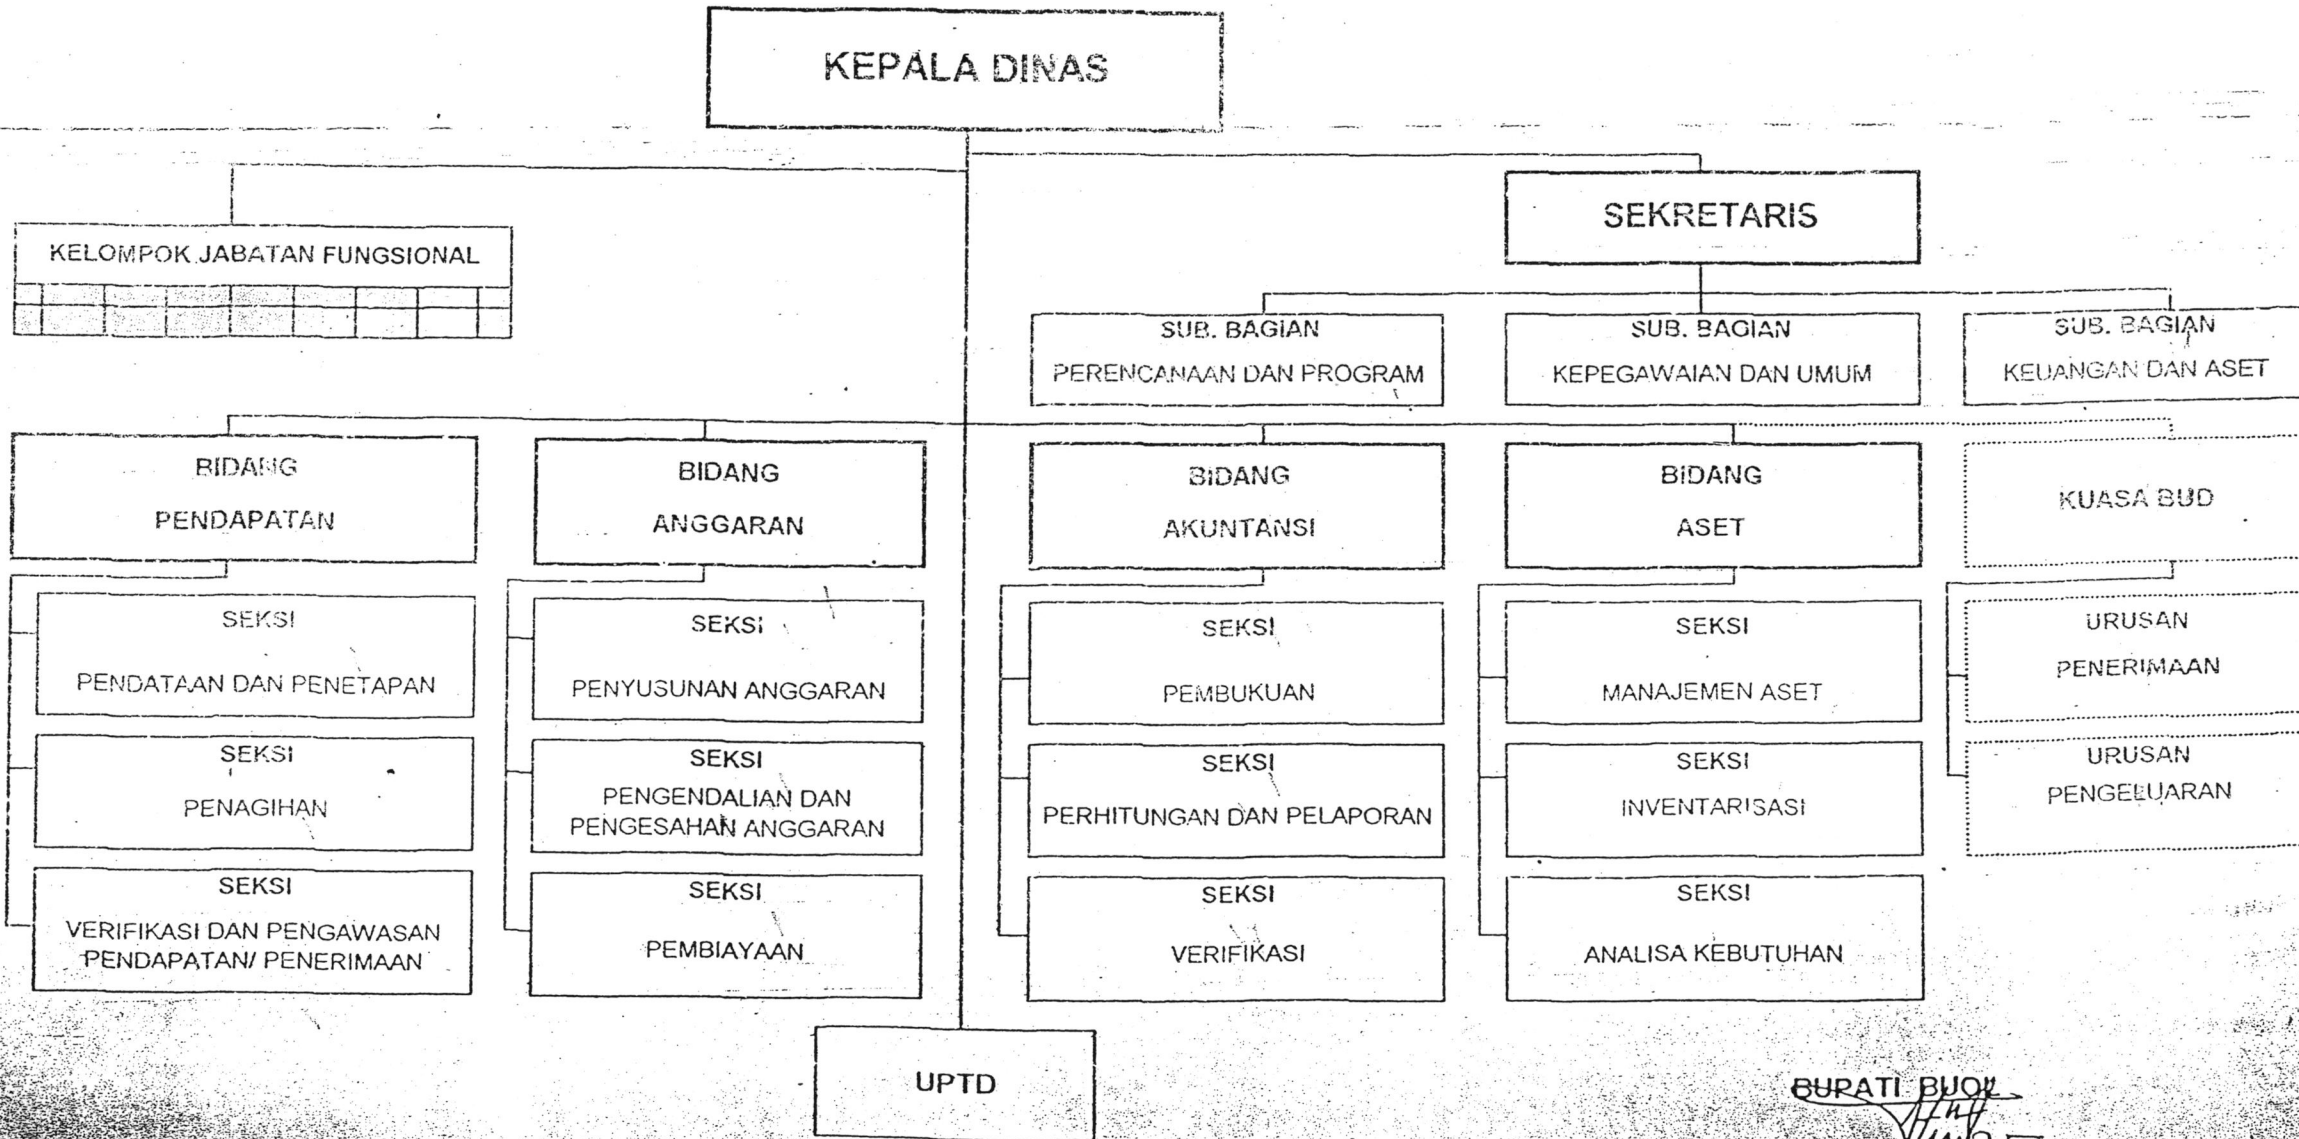 KEPALA DINAS
SEKRETARIS
KELOMPOK JABATAN FUNGSIONAL
SUB. BAGIAN
PERENCANAAN DAN PROGRAM
SUB. BAGIAN
KEPEGAWAIAN DAN UMUM
SUB. BAGIAN
KEUANGAN DAN ASET
BIDANG
PENDAPATAN
BIDANG
ANGGARAN
BIDANG
AKUNTANSI
BIDANG
ASET
KUASA BUD
SEKSI
PENDATAAN DAN PENETAPAN
SEKSI
PENYUSUNAN ANGGARAN
SEKSI
PEMBUKUAN
SEKSI
MANAJEMEN ASET
URUSAN
PENERIMAAN
SEKSI
PENAGIHAN
SEKSI
PENGENDALIAN DAN
PENGESAHAN ANGGARAN
SEKSI
PERHITUNGAN DAN PELAPORAN
SEKSI
INVENTARISASI
URUSAN
PENGELUARAN
SEKSI
VERIFIKASI DAN PENGAWASAN
PENDAPATAN/ PENERIMAAN
SEKSI
PEMBIAYAAN
SEKSI
VERIFIKASI
SEKSI
ANALISA KEBUTUHAN
UPTD
BUPATI BUOL